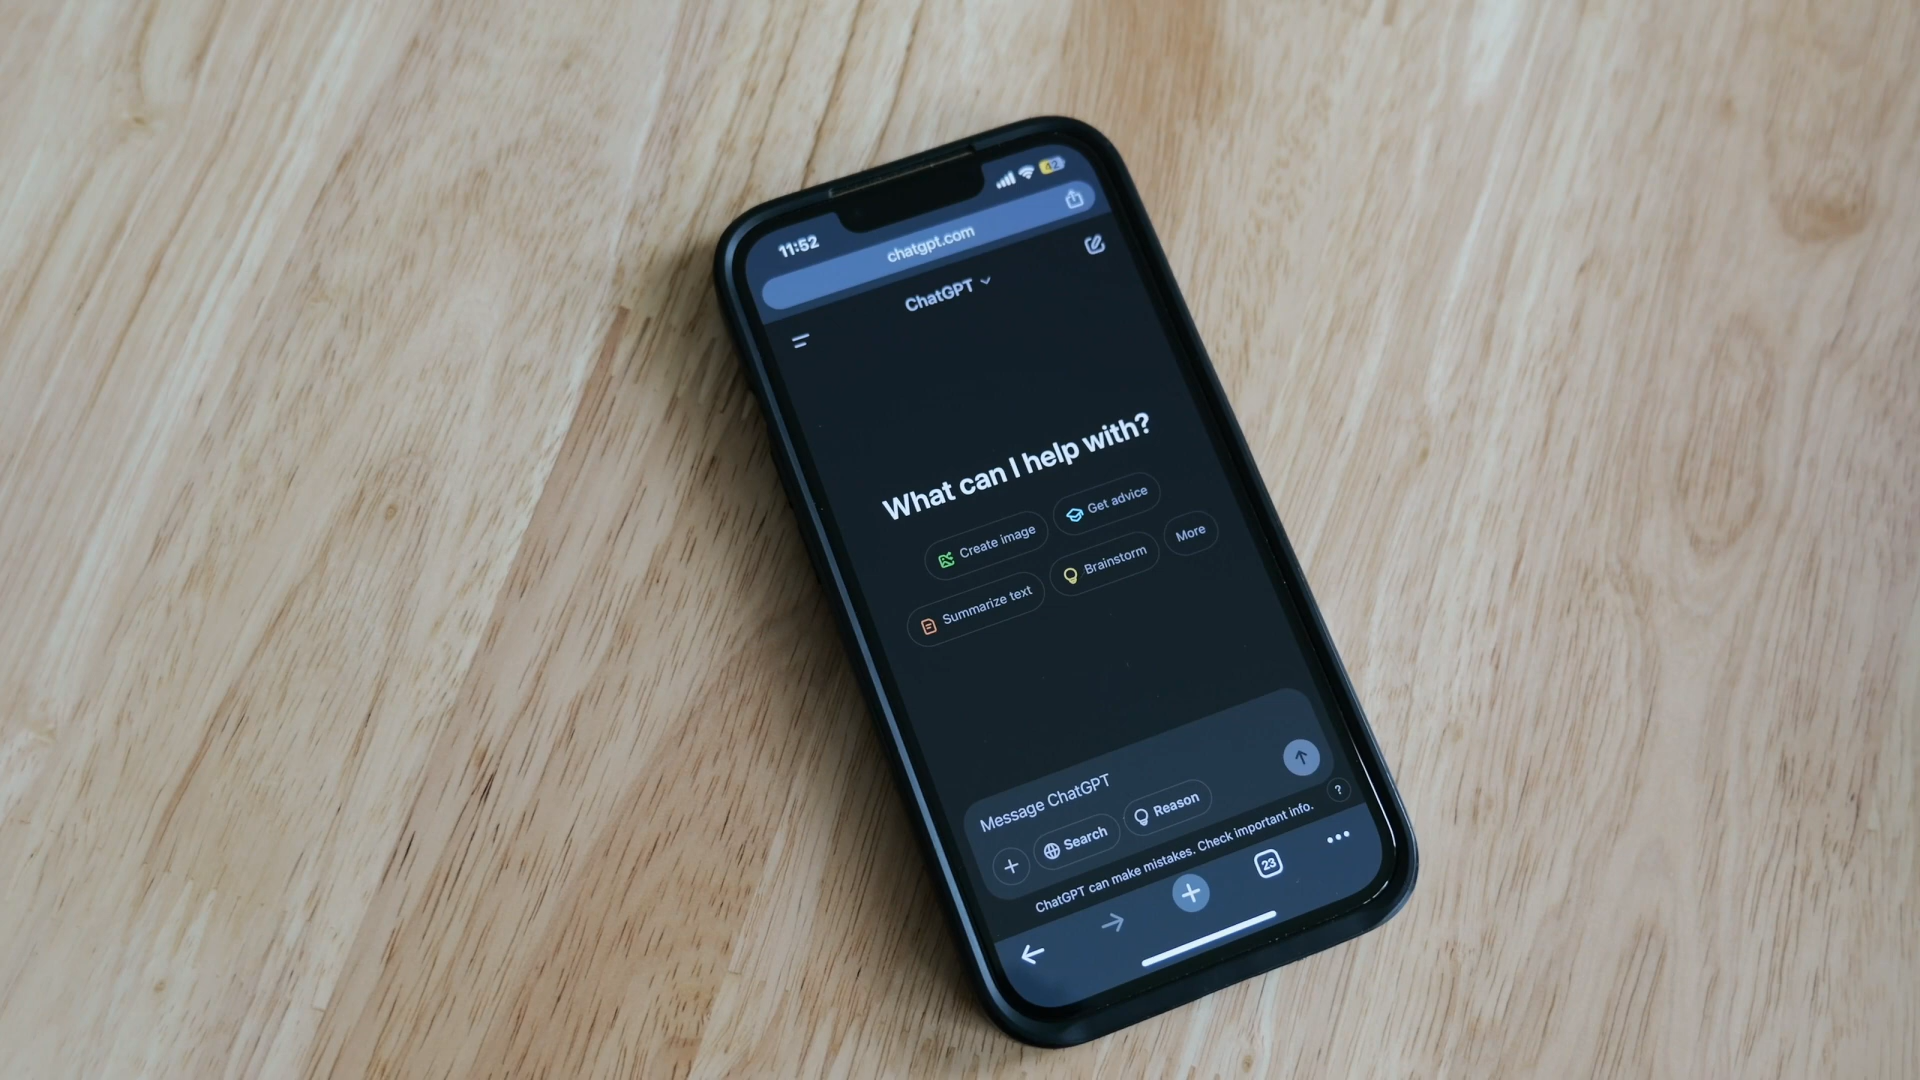 11:52
42
chatgpt.com
ChatGPT
What can I help with?
Create image
Get advice
Summarize text
Brainstorm
More
Message ChatGPT
Search
Reason
ChatGPT can make mistakes. Check important info.
?
23